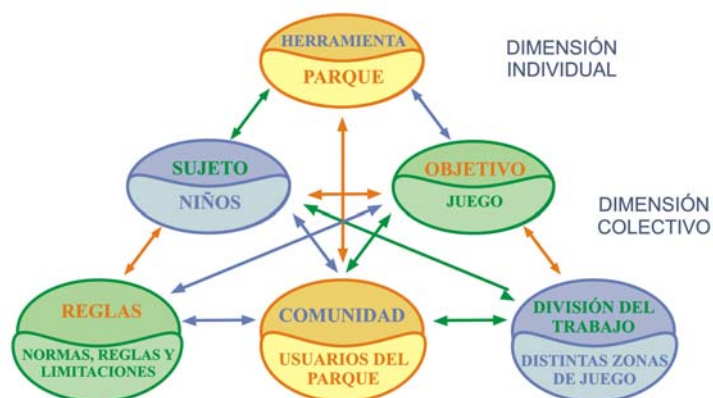 HERRAMIENTA
PARQUE
DIMENSIÓN
INDIVIDUAL
SUJETO
NIÑOS
OBJETIVO
JUEGO
DIMENSIÓN
COLECTIVO
REGLAS
NORMAS, REGLAS Y
LIMITACIONES
COMUNIDAD
USUARIOS DEL
PARQUE
DIVISIÓN DEL
TRABAJO
DISTINTAS ZONAS
DE JUEGO